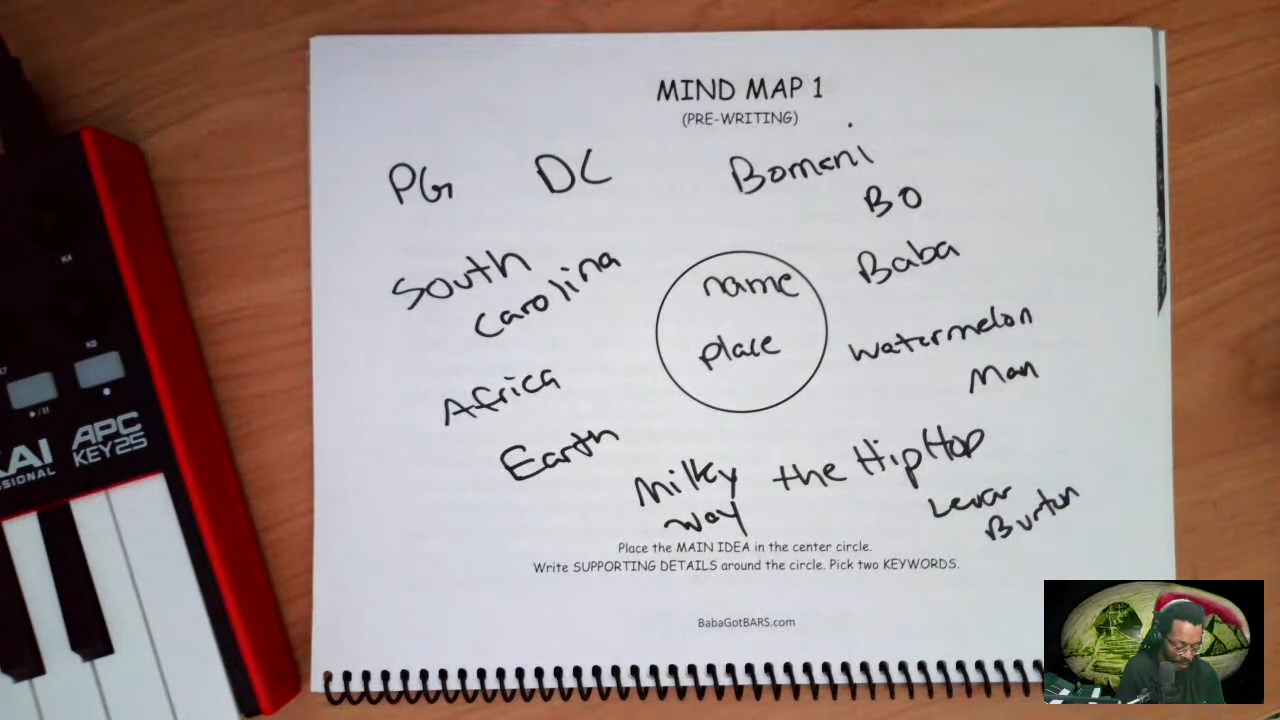 MIND MAP 1
(PRE-WRITING)
PG DC Bomani
BO
South
Carolina
name
Baba
place
watermelon
Man
Africa
Earth
Milky
way
the HipHop
Levar
Burton
Place the MAIN IDEA in the center circle.
Write SUPPORTING DETAILS around the circle. Pick two KEYWORDS.
BabaGotBARS.com
K4
K8
APC
KEY25